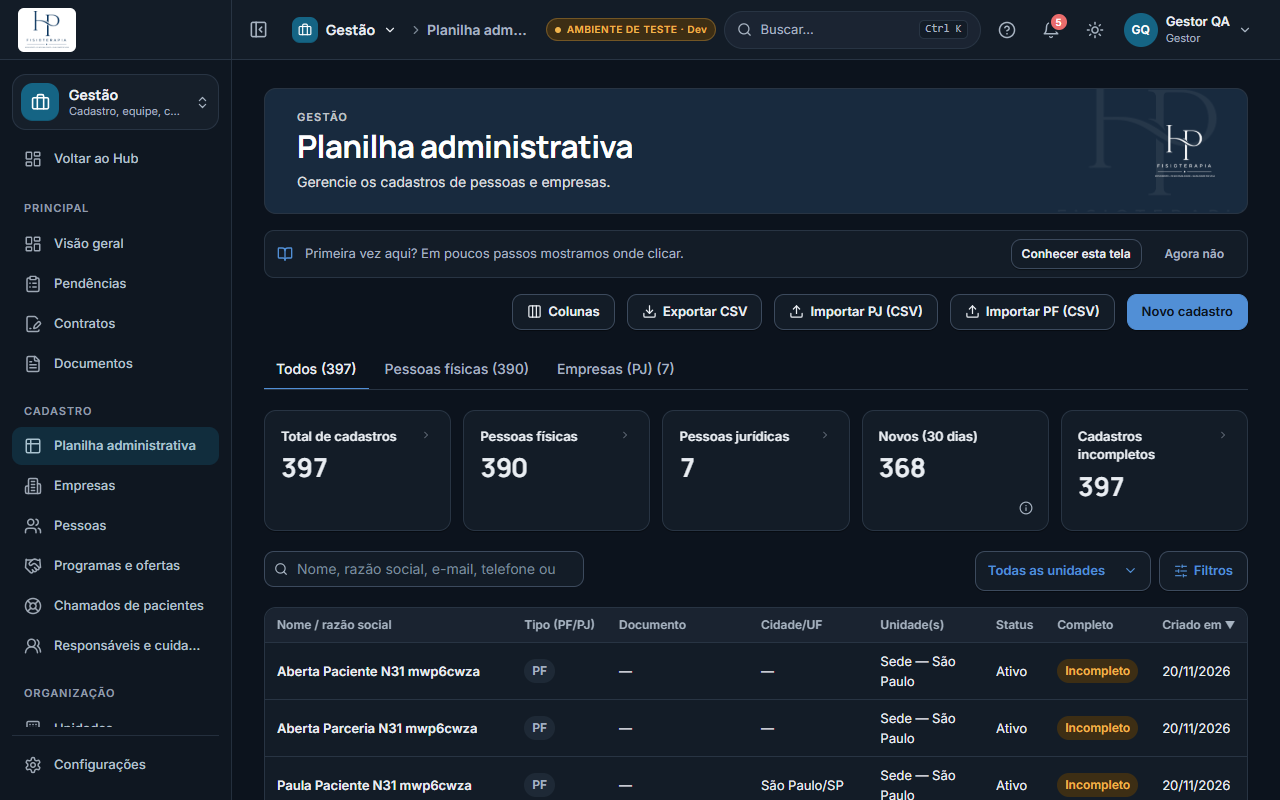 HP
FISIOTERAPIA
Gestão
Planilha adm...
AMBIENTE DE TESTE · Dev
Buscar...
Ctrl K
5
GQ
Gestor QA
Gestor
Gestão
Cadastro, equipe, c...
Voltar ao Hub
PRINCIPAL
Visão geral
Pendências
Contratos
Documentos
CADASTRO
Planilha administrativa
Empresas
Pessoas
Programas e ofertas
Chamados de pacientes
Responsáveis e cuida...
ORGANIZAÇÃO
Unidades
Configurações
GESTÃO
Planilha administrativa
Gerencie os cadastros de pessoas e empresas.
HP
FISIOTERAPIA
Primeira vez aqui? Em poucos passos mostramos onde clicar.
Conhecer esta tela
Agora não
Colunas
Exportar CSV
Importar PJ (CSV)
Importar PF (CSV)
Novo cadastro
Todos (397)
Pessoas físicas (390)
Empresas (PJ) (7)
Total de cadastros
397
Pessoas físicas
390
Pessoas jurídicas
7
Novos (30 dias)
368
Cadastros
incompletos
397
Nome, razão social, e-mail, telefone ou
Todas as unidades
Filtros
Nome / razão social Tipo (PF/PJ) Documento Cidade/UF Unidade(s) Status Completo Criado em ▼
Aberta Paciente N31 mwp6cwza PF — — Sede — São Paulo Ativo Incompleto 20/11/2026
Aberta Parceria N31 mwp6cwza PF — — Sede — São Paulo Ativo Incompleto 20/11/2026
Paula Paciente N31 mwp6cwza PF — São Paulo/SP Sede — São Paulo Ativo Incompleto 20/11/2026